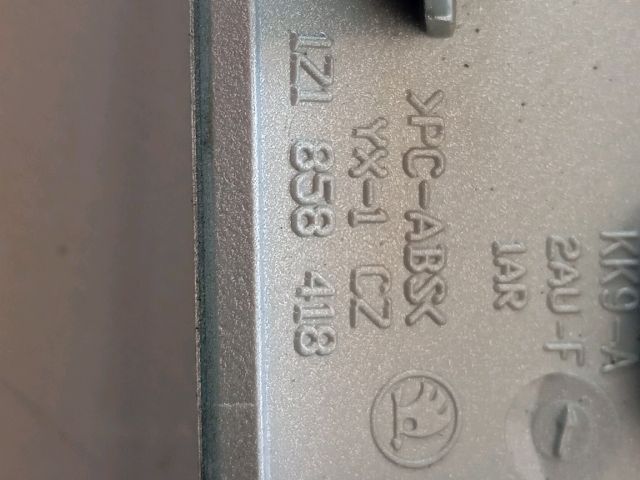 KK9-A
2AU-F
1AR
>PC-ABS<
YX-1 CZ
1Z1 858 418